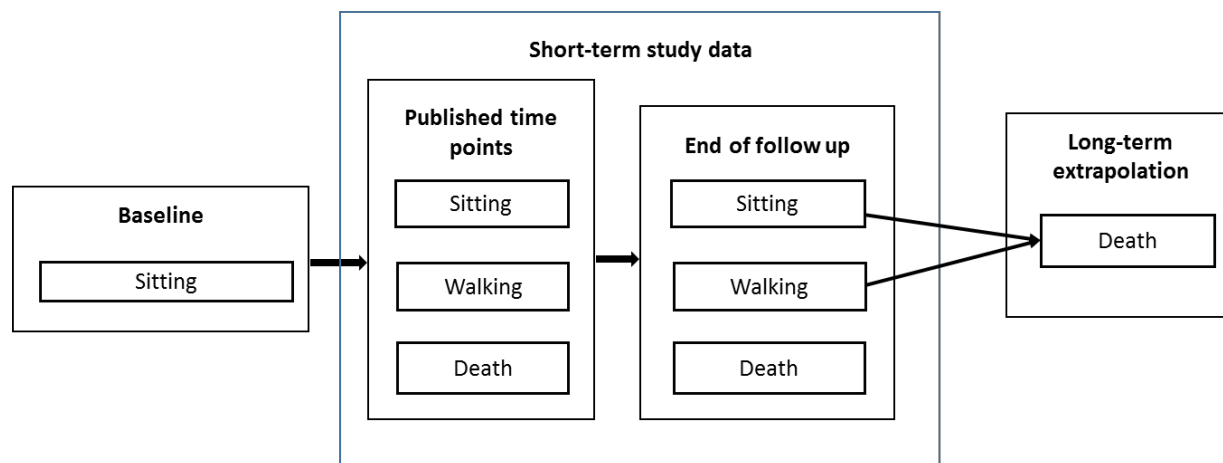 Short-term study data
Baseline
Sitting
Published time
points
Sitting
Walking
Death
End of follow up
Sitting
Walking
Death
Long-term
extrapolation
Death